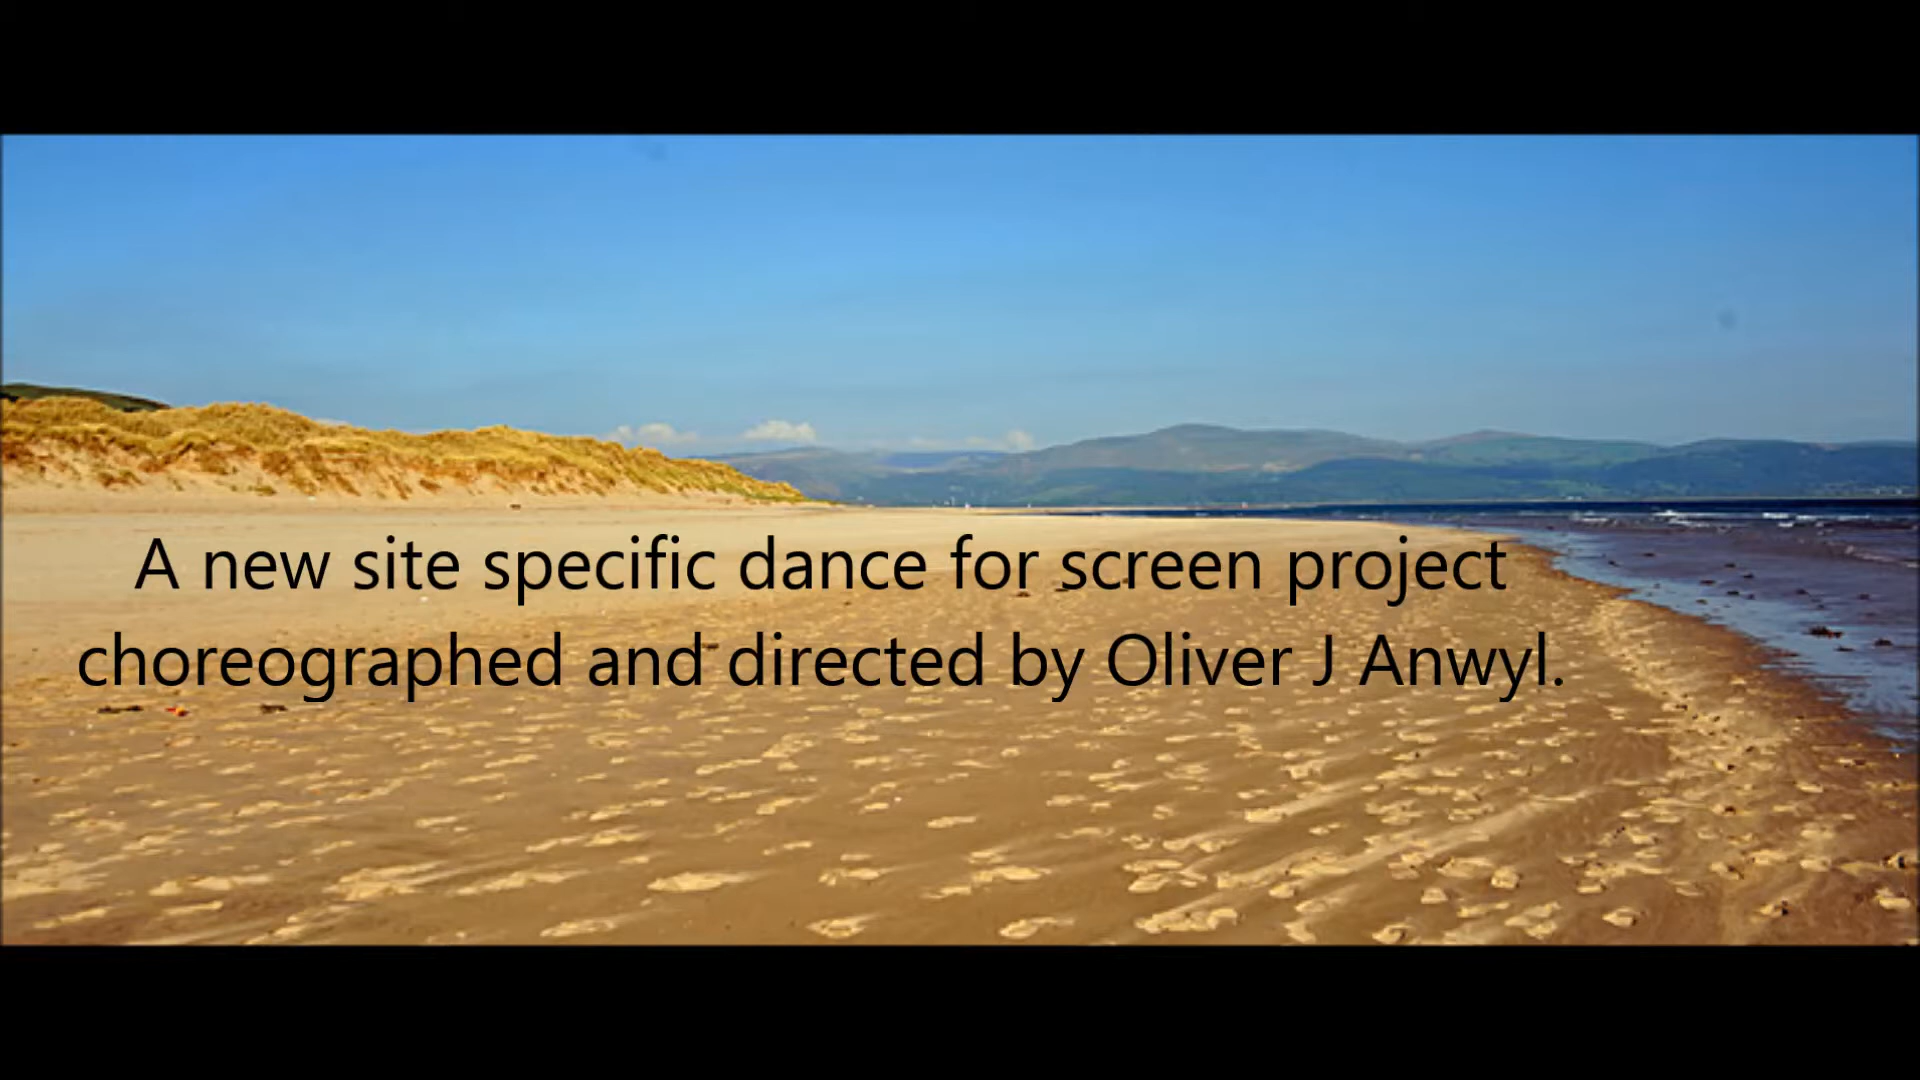 A new site specific dance for screen project
choreographed and directed by Oliver J Anwyl.